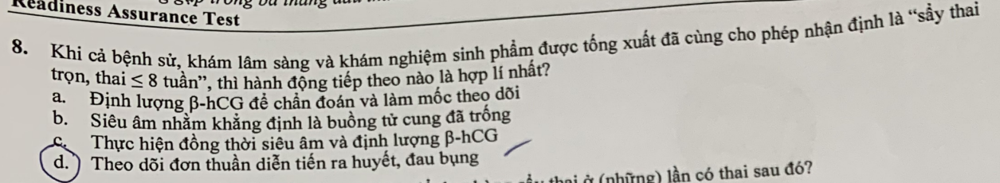 Readiness Assurance Test
8. Khi cả bệnh sử, khám lâm sàng và khám nghiệm sinh phẩm được tống xuất đã cùng cho phép nhận định là “sẩy thai
trọn, thai ≤ 8 tuần”, thì hành động tiếp theo nào là hợp lí nhất?
a. Định lượng β-hCG để chẩn đoán và làm mốc theo dõi
b. Siêu âm nhằm khẳng định là buồng tử cung đã trống
c. Thực hiện đồng thời siêu âm và định lượng β-hCG
d. Theo dõi đơn thuần diễn tiến ra huyết, đau bụng
thai ở (những) lần có thai sau đó?